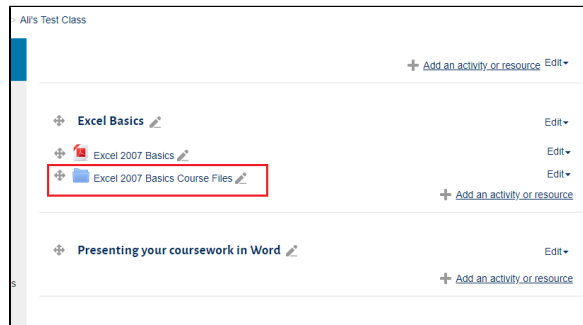 > Ali's Test Class
Add an activity or resource Edit
Excel Basics Edit
Excel 2007 Basics Edit
Excel 2007 Basics Course Files Edit
Add an activity or resource
Presenting your coursework in Word Edit
Add an activity or resource
s